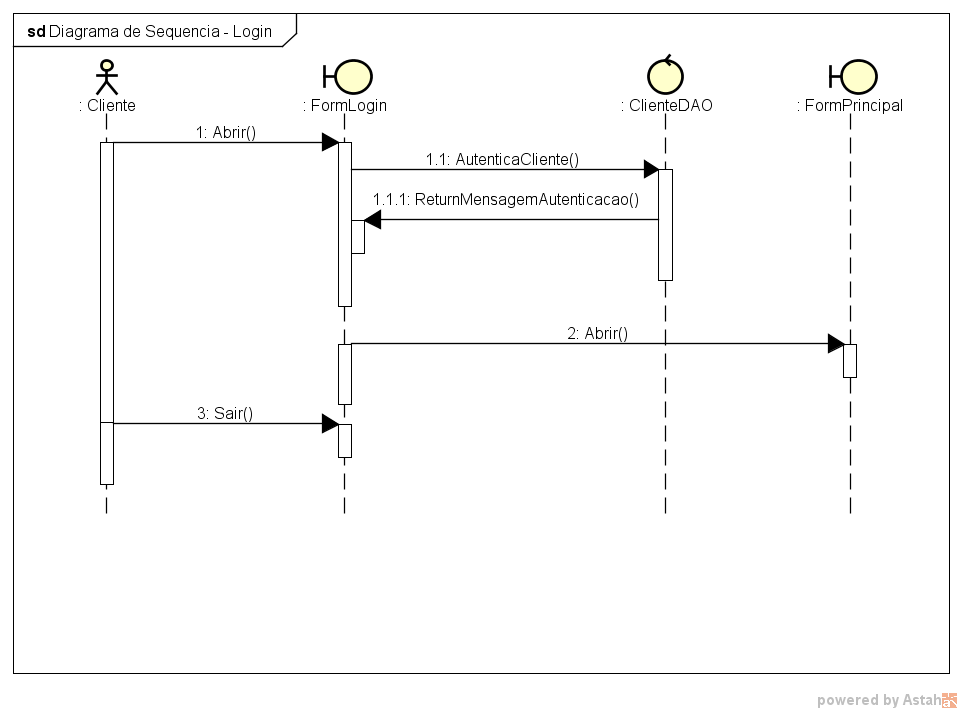 sd Diagrama de Sequencia - Login
: Cliente
: FormLogin
: ClienteDAO
: FormPrincipal
1: Abrir()
1.1: AutenticaCliente()
1.1.1: ReturnMensagemAutenticacao()
2: Abrir()
3: Sair()
powered by Astah